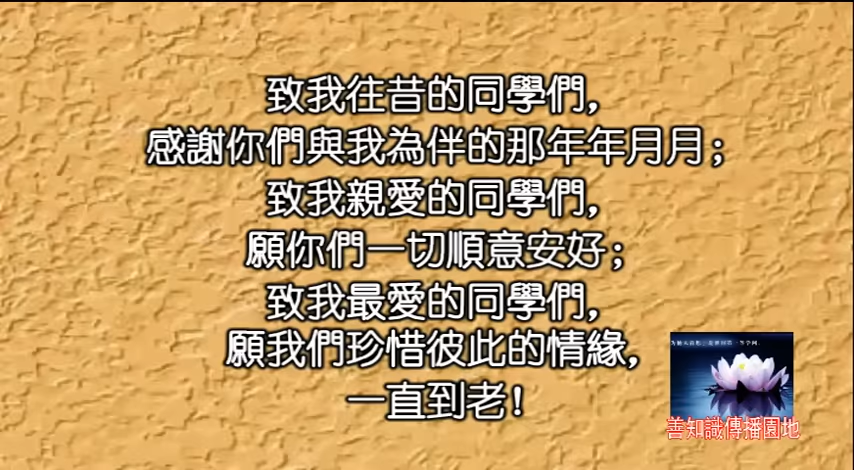 致我往昔的同學們，
感謝你們與我為伴的那年年月月；
致我親愛的同學們，
願你們一切順意安好；
致我最愛的同學們，
願我們珍惜彼此的情緣，
一直到老！
善知識傳播園地